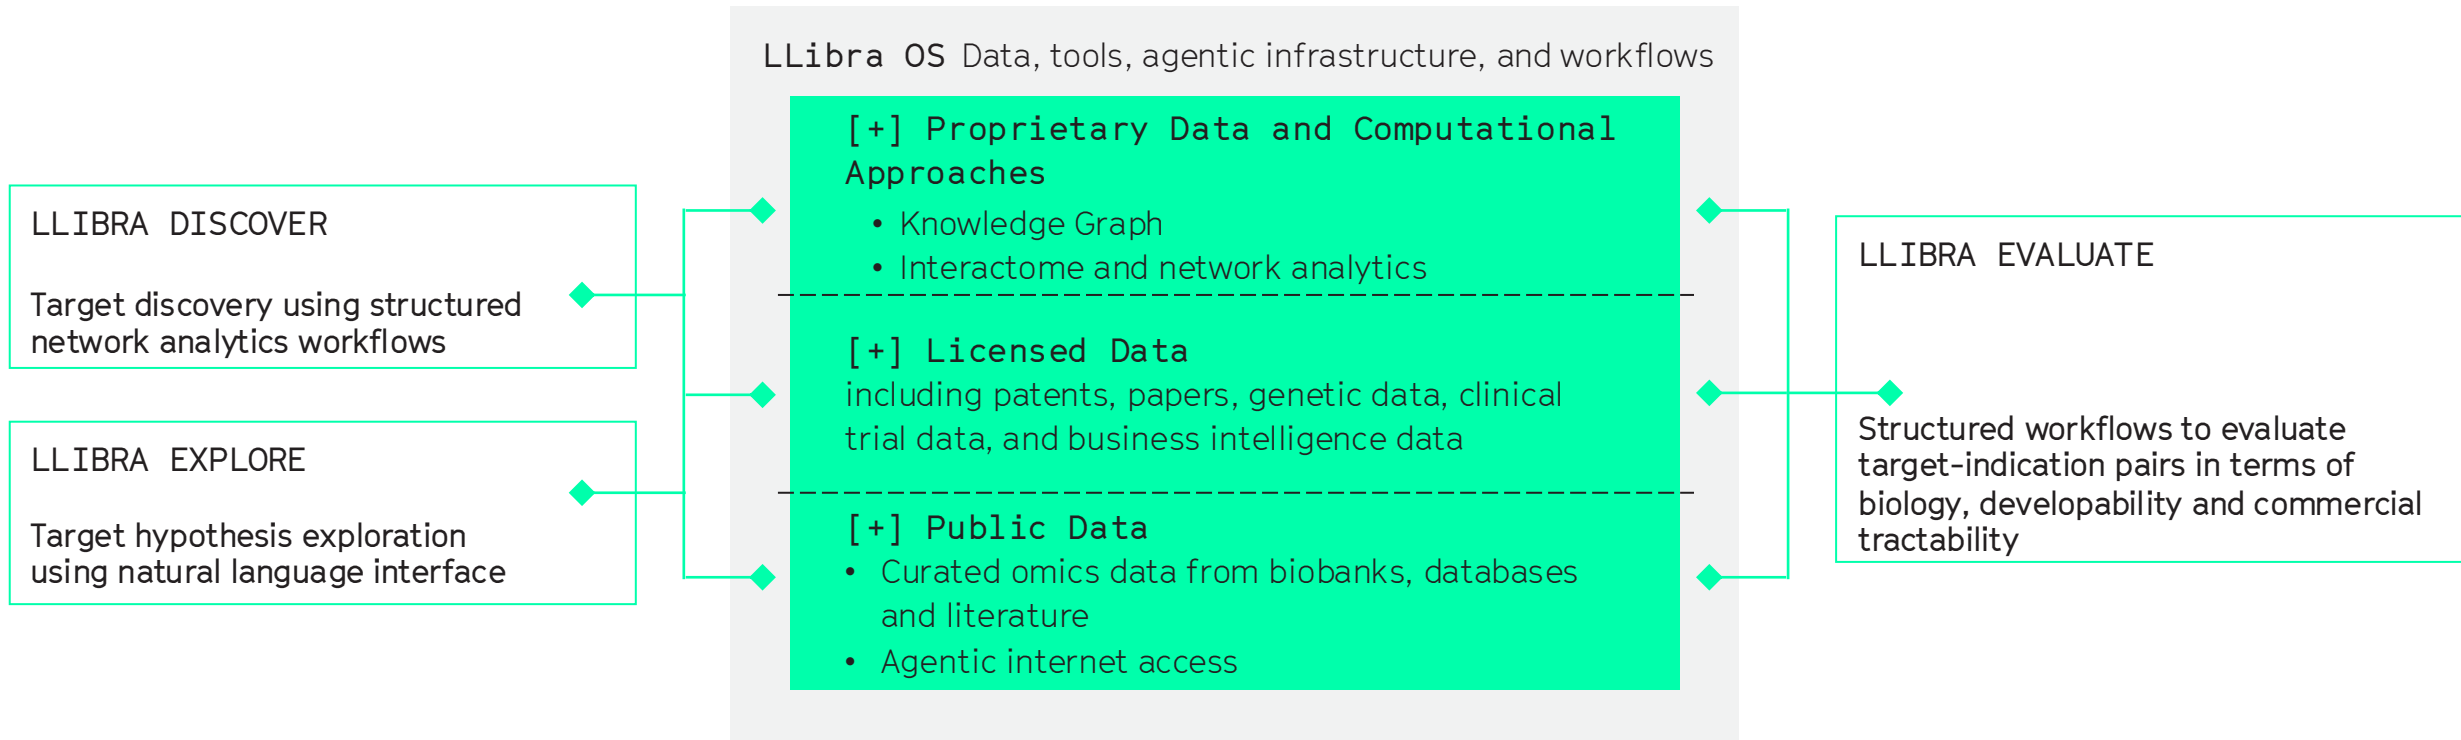 LLibra OS Data, tools, agentic infrastructure, and workflows
LLIBRA DISCOVER
Target discovery using structured
network analytics workflows
LLIBRA EXPLORE
Target hypothesis exploration
using natural language interface
[+] Proprietary Data and Computational
Approaches
• Knowledge Graph
• Interactome and network analytics
[+] Licensed Data
including patents, papers, genetic data, clinical
trial data, and business intelligence data
[+] Public Data
• Curated omics data from biobanks, databases
and literature
• Agentic internet access
LLIBRA EVALUATE
Structured workflows to evaluate
target-indication pairs in terms of
biology, developability and commercial
tractability